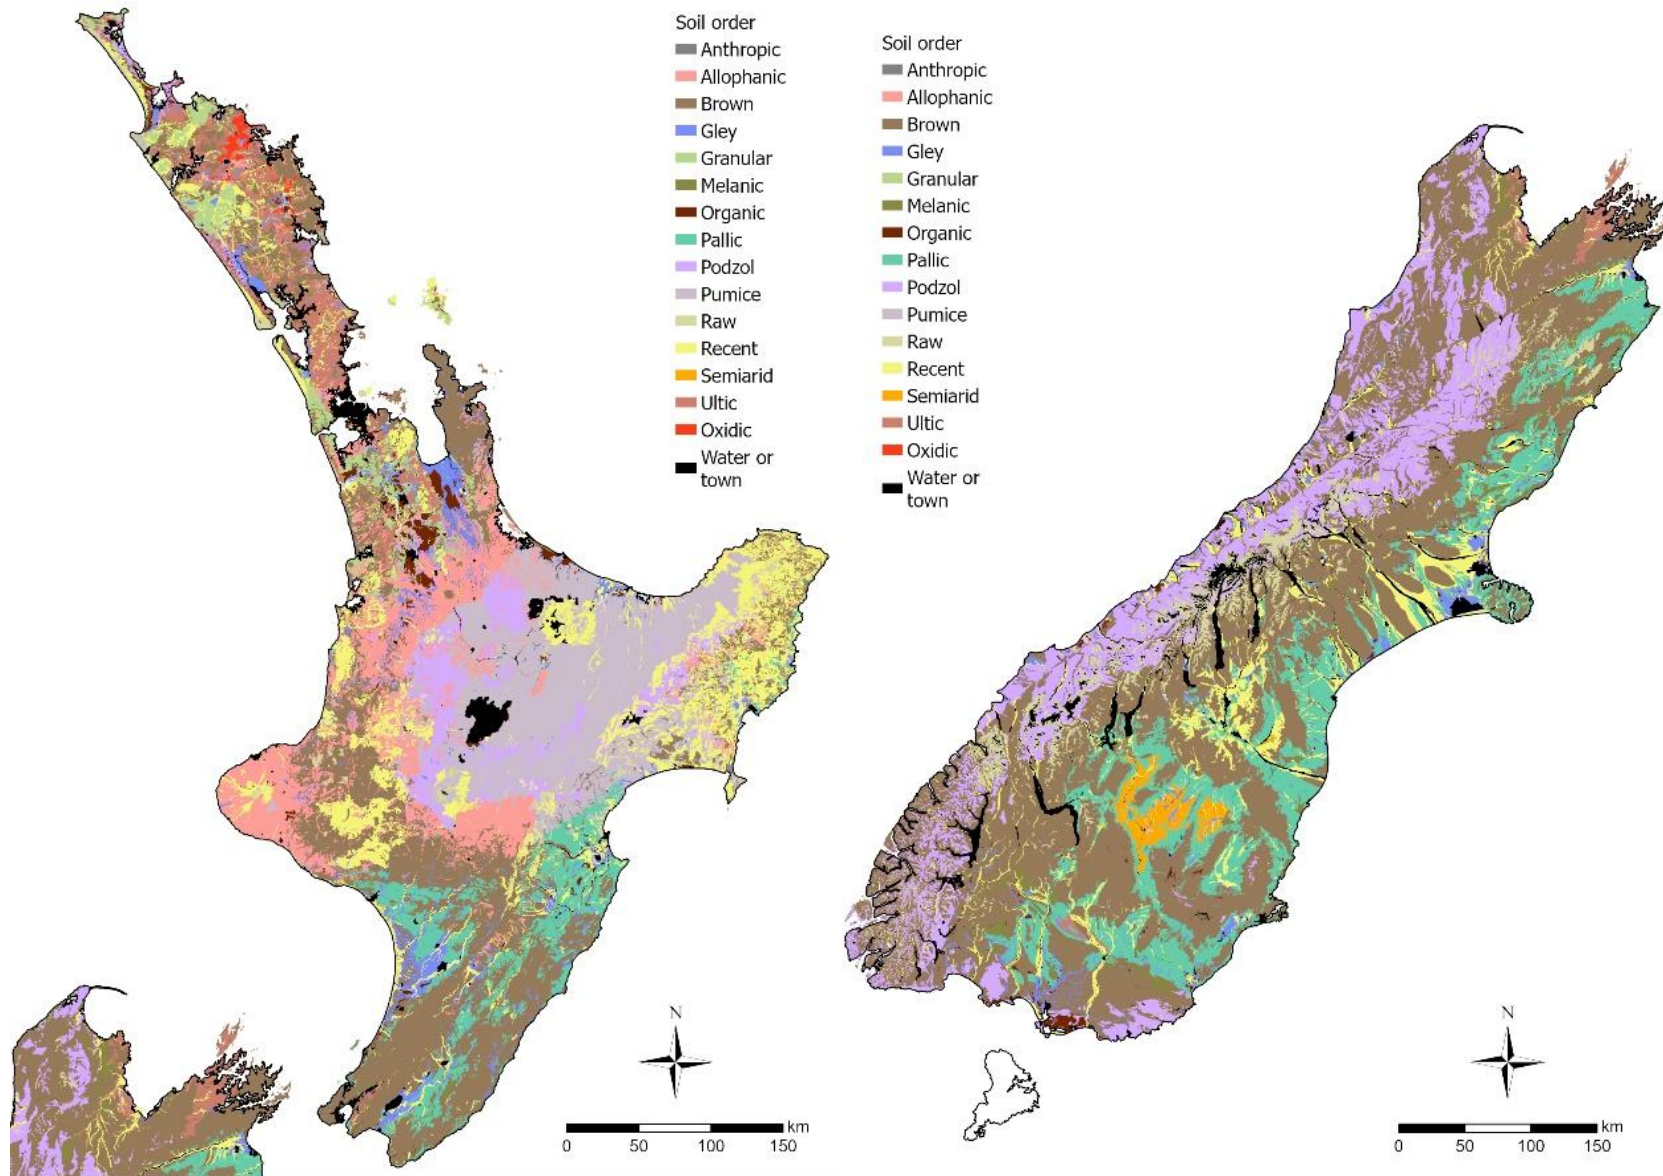 Soil order
Anthropic
Allophanic
Brown
Gley
Granular
Melanic
Organic
Pallic
Podzol
Pumice
Raw
Recent
Semiarid
Ultic
Oxidic
Water or
town
Soil order
Anthropic
Allophanic
Brown
Gley
Granular
Melanic
Organic
Pallic
Podzol
Pumice
Raw
Recent
Semiarid
Ultic
Oxidic
Water or
town
N
km
0 50 100 150
N
km
0 50 100 150